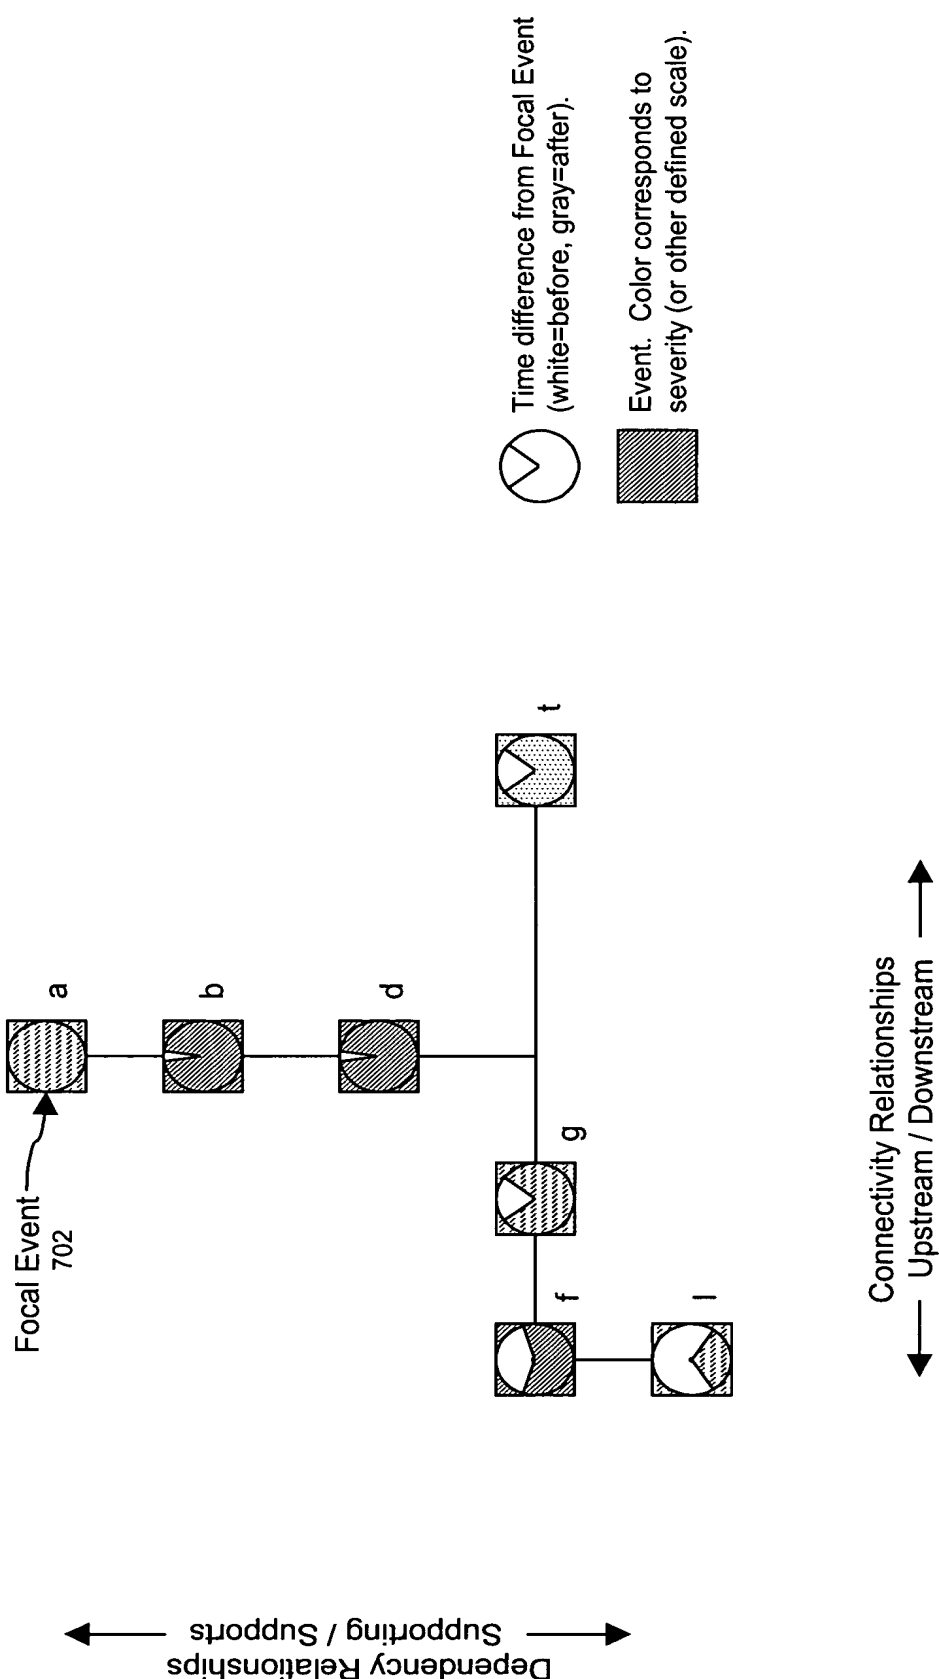 Focal Event
702
a
b
d
g
f
l
t
Time difference from Focal Event
(white=before, gray=after).
Event. Color corresponds to
severity (or other defined scale).
Dependency Relationships
Supporting / Supports
Connectivity Relationships
Upstream / Downstream